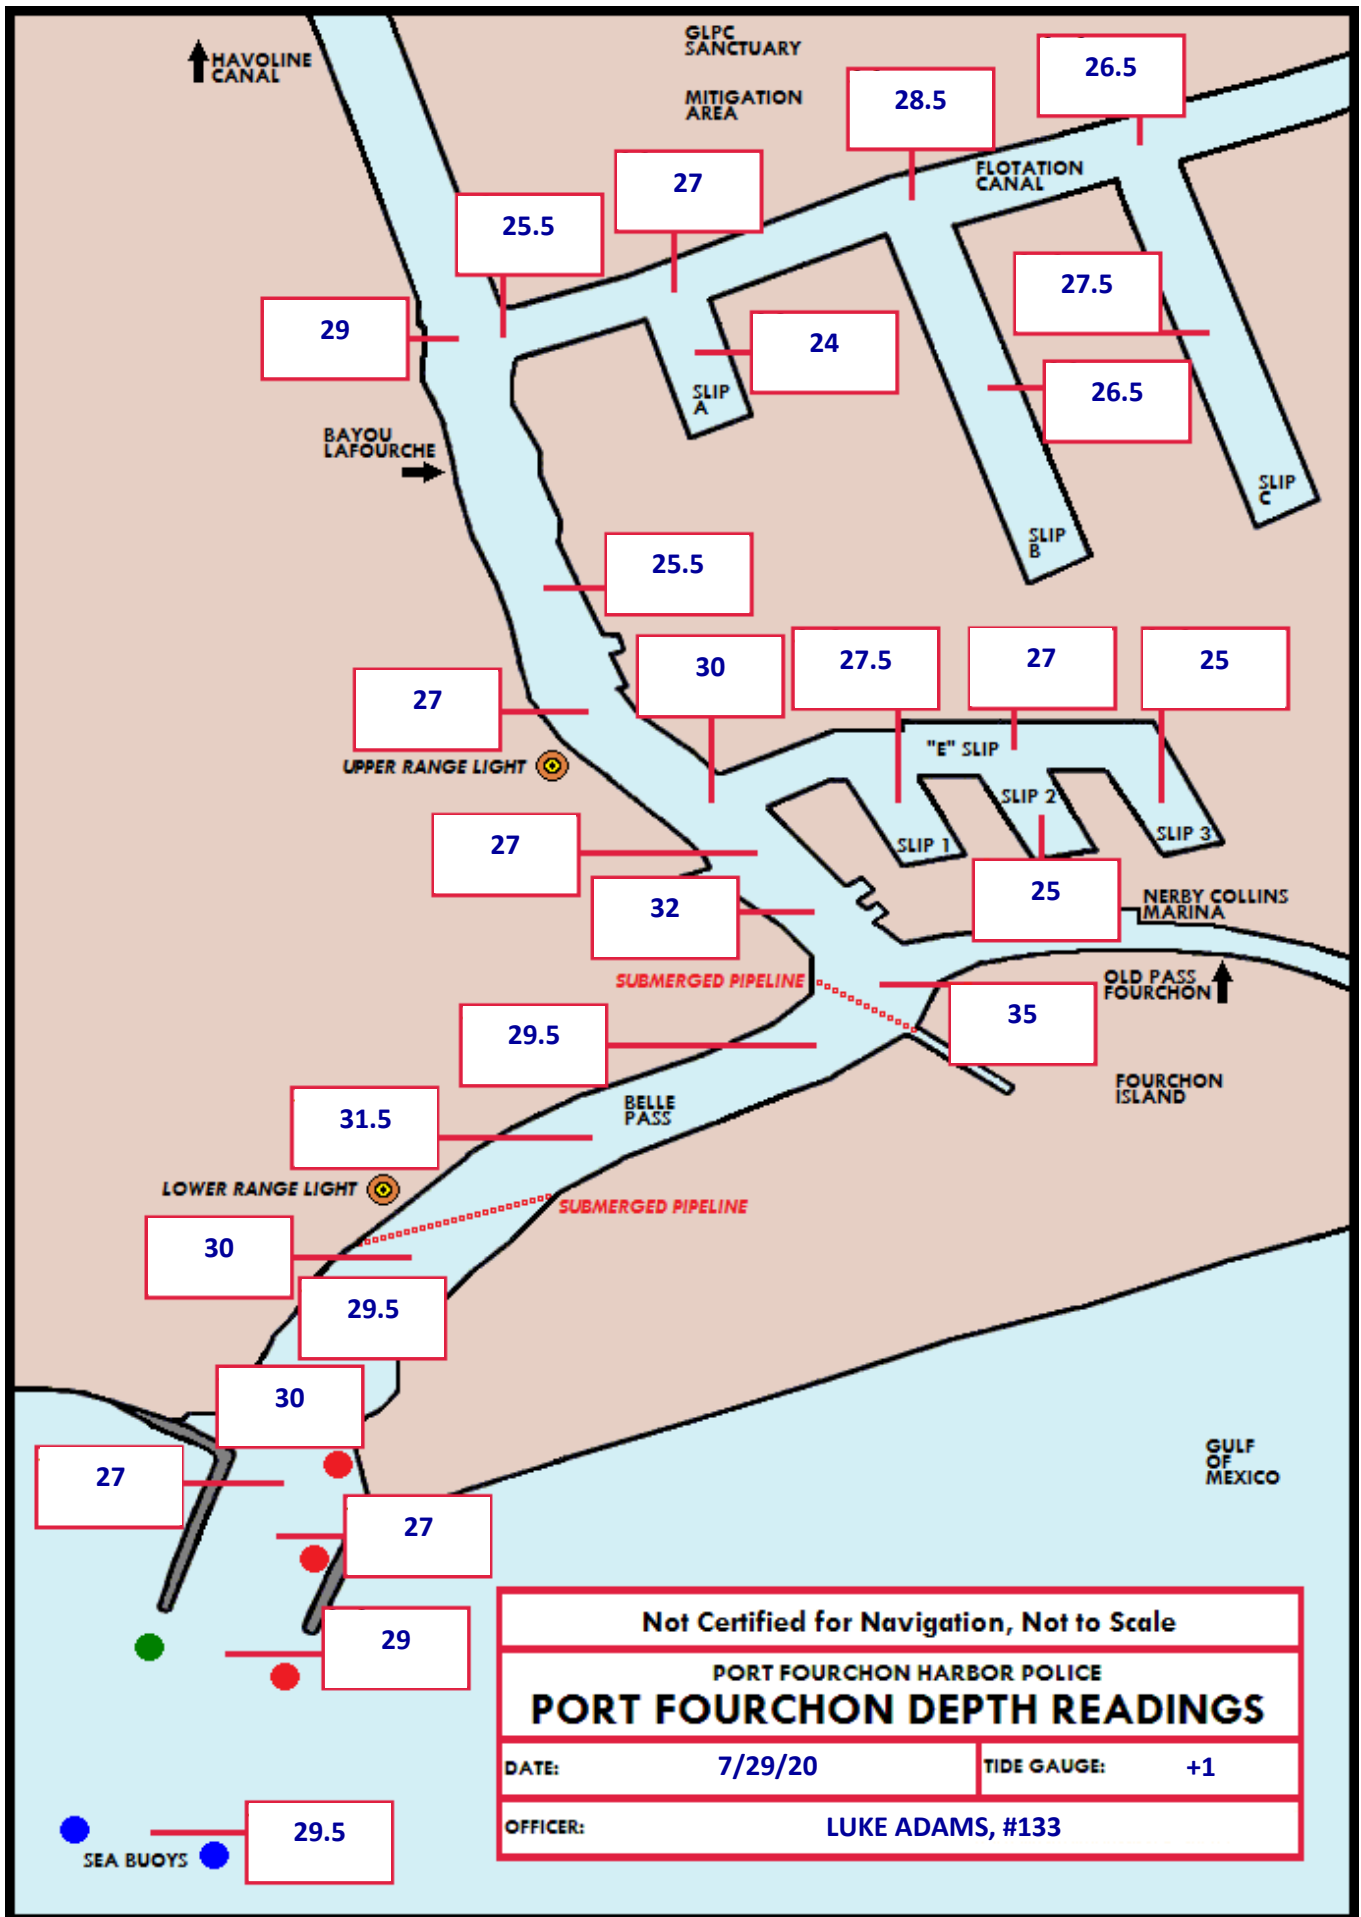 GLPC
SANCTUARY
HAVOLINE
CANAL
26.5
MITIGATION
AREA
28.5
FLOTATION
CANAL
27
25.5
27.5
29
24
26.5
SLIP
A
BAYOU
LAFOURCHE
SLIP
C
SLIP
B
25.5
30
27.5
27
25
27
"E" SLIP
UPPER RANGE LIGHT
SLIP 2
SLIP 1
SLIP 3
27
25
32
NERBY COLLINS
MARINA
SUBMERGED PIPELINE
OLD PASS
FOURCHON
35
29.5
FOURCHON
ISLAND
BELLE
PASS
31.5
LOWER RANGE LIGHT
SUBMERGED PIPELINE
30
29.5
30
GULF
OF
MEXICO
27
27
29
Not Certified for Navigation, Not to Scale
PORT FOURCHON HARBOR POLICE
PORT FOURCHON DEPTH READINGS
DATE: 7/29/20 TIDE GAUGE: +1
OFFICER: LUKE ADAMS, #133
29.5
SEA BUOYS